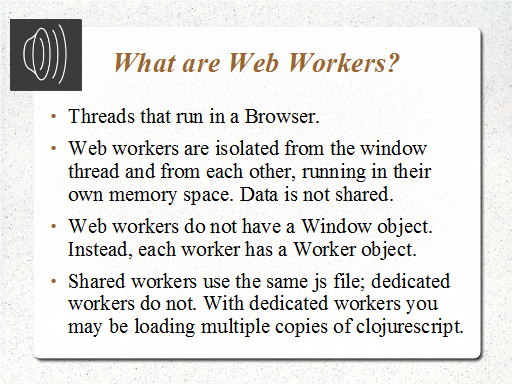 What are Web Workers?
• Threads that run in a Browser.
• Web workers are isolated from the window
thread and from each other, running in their
own memory space. Data is not shared.
• Web workers do not have a Window object.
Instead, each worker has a Worker object.
• Shared workers use the same js file; dedicated
workers do not. With dedicated workers you
may be loading multiple copies of clojurescript.